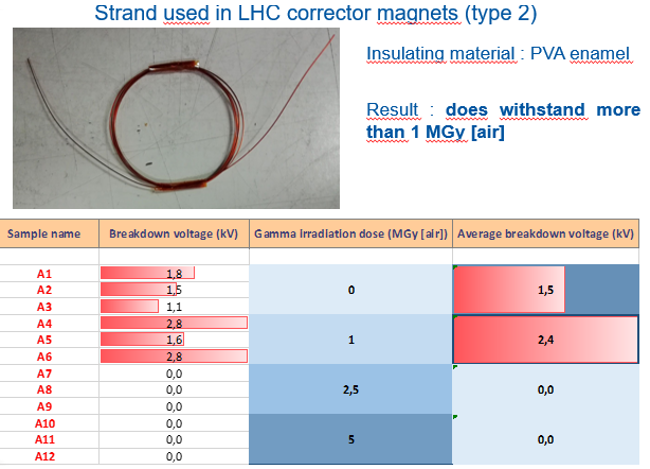 Strand used in LHC corrector magnets (type 2)
Insulating material : PVA enamel
Result : does withstand more
than 1 MGy [air]
Sample name Breakdown voltage (kV) Gamma irradiation dose (MGy [air]) Average breakdown voltage (kV)
A1 1,8
A2 1,5 0 1,5
A3 1,1
A4 2,8
A5 1,6 1 2,4
A6 2,8
A7 0,0
A8 0,0 2,5 0,0
A9 0,0
A10 0,0
A11 0,0 5 0,0
A12 0,0